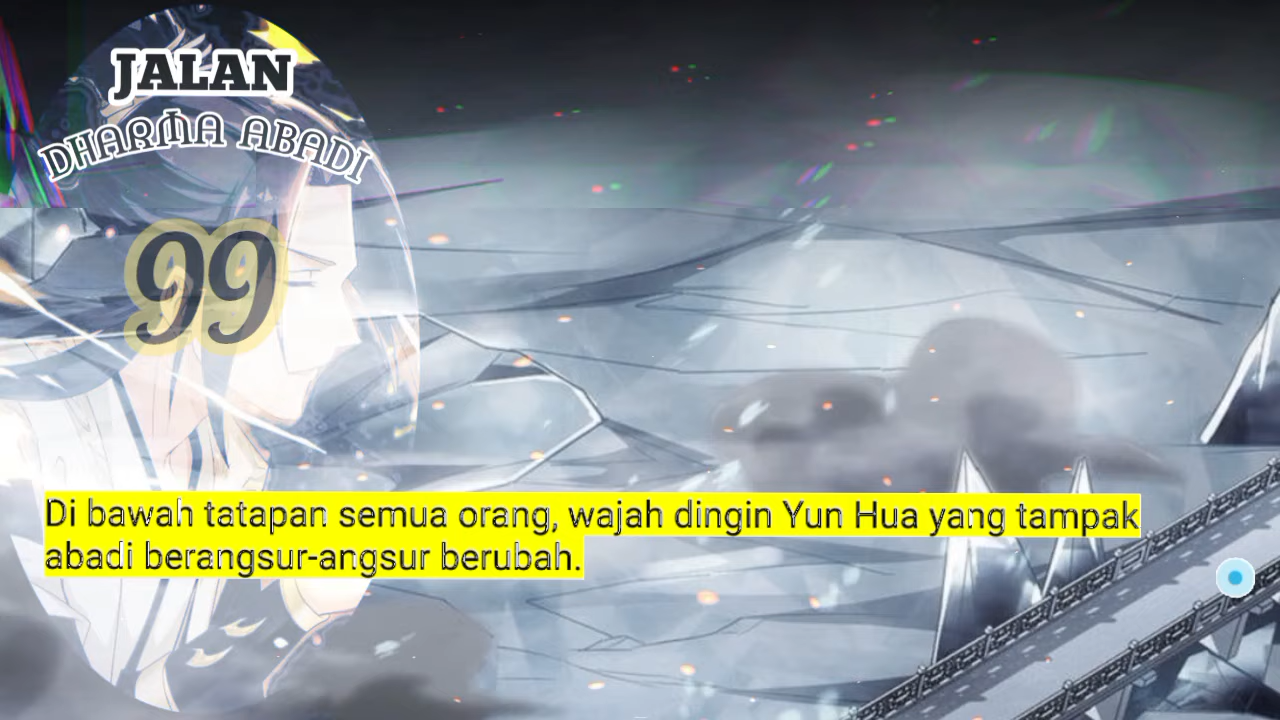 JALAN
DHARMA ABADI
99
Di bawah tatapan semua orang, wajah dingin Yun Hua yang tampak
abadi berangsur-angsur berubah.